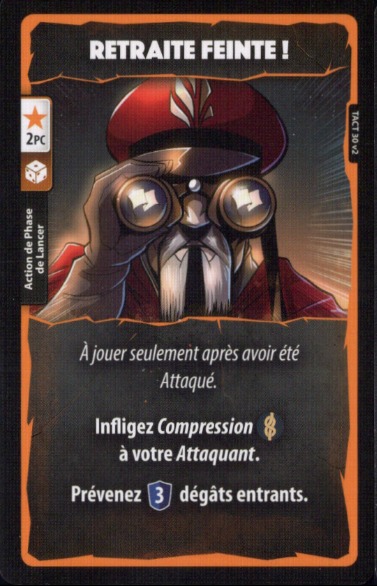 RETRAITE FEINTE !
2PC
TACT 30 v2
Action de Phase
de Lancer
À jouer seulement après avoir été
Attaqué.
Infligez Compression
à votre Attaquant.
Prévenez 3 dégâts entrants.